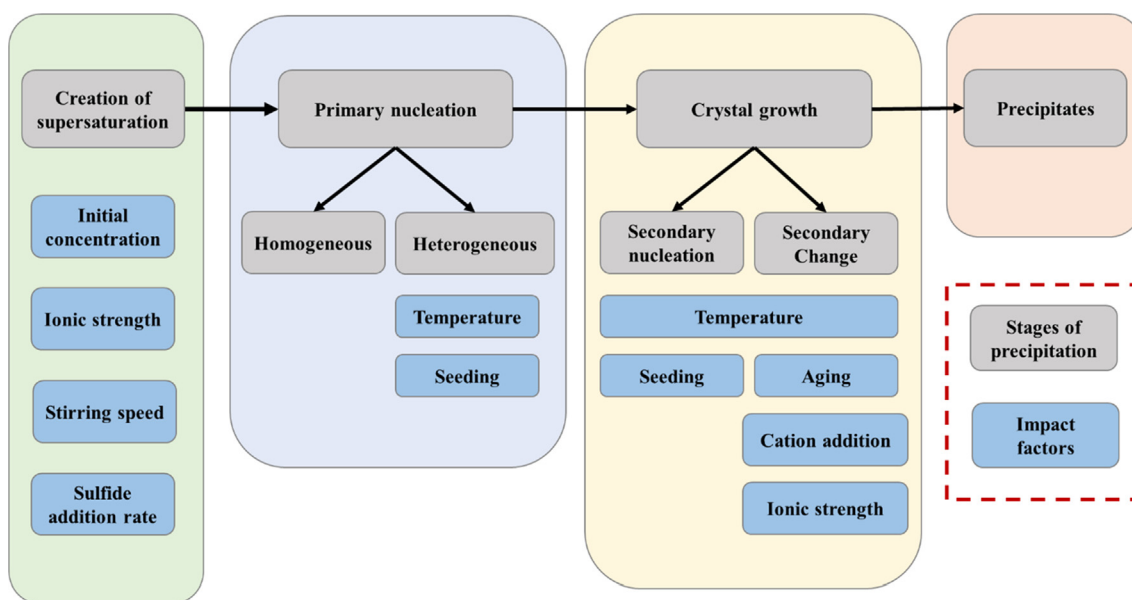 Creation of
supersaturation
Primary nucleation
Crystal growth
Precipitates
Initial
concentration
Ionic strength
Stirring speed
Sulfide
addition rate
Homogeneous
Heterogeneous
Temperature
Seeding
Secondary
nucleation
Secondary
Change
Temperature
Seeding
Aging
Cation addition
Ionic strength
Stages of
precipitation
Impact
factors